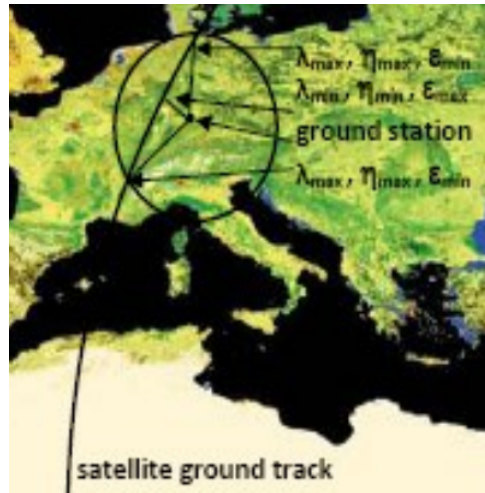 λmax, ηmax, εmin
λmin, ηmin, εmax
ground station
λmax, ηmax, εmin
satellite ground track